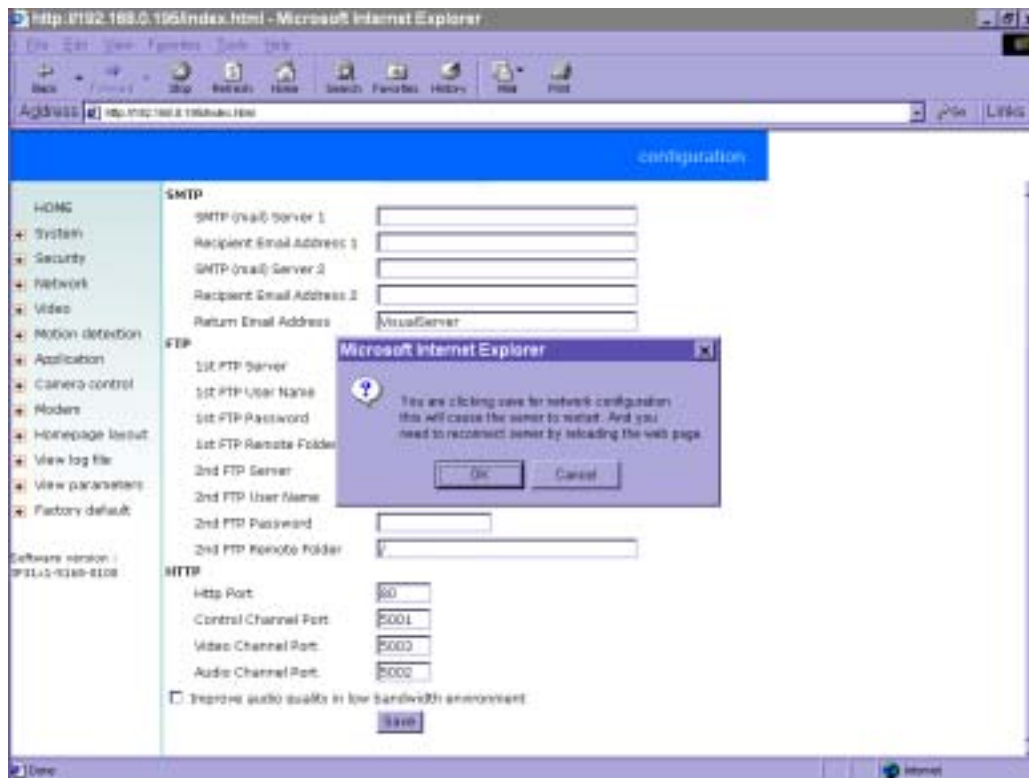 http://192.168.0.195/index.html - Microsoft Internet Explorer
File Edit View Favorites Tools Help
Back Forward Stop Refresh Home Search Favorites History Mail Print
Address http://192.168.0.195/index.html Go Links
configuration
HOME
System
Security
Network
Video
Motion detection
Application
Camera control
Modem
Homepage layout
View log file
View parameters
Factory default
Software version :
SMTP
SMTP (mail) Server 1
Recipient Email Address 1
SMTP (mail) Server 2
Recipient Email Address 2
Return Email Address VisualServer
FTP
1st FTP Server
1st FTP User Name
1st FTP Password
1st FTP Remote Folder
2nd FTP Server
2nd FTP User Name
2nd FTP Password
2nd FTP Remote Folder /
HTTP
Http Port 80
Control Channel Port 5001
Video Channel Port 5003
Audio Channel Port 5002
Improve audio quality in low bandwidth environment
Save
Microsoft Internet Explorer
You are clicking save for network configuration
this will cause the server to restart. And you
need to reconnect server by reloading the web page.
OK Cancel
Done Internet